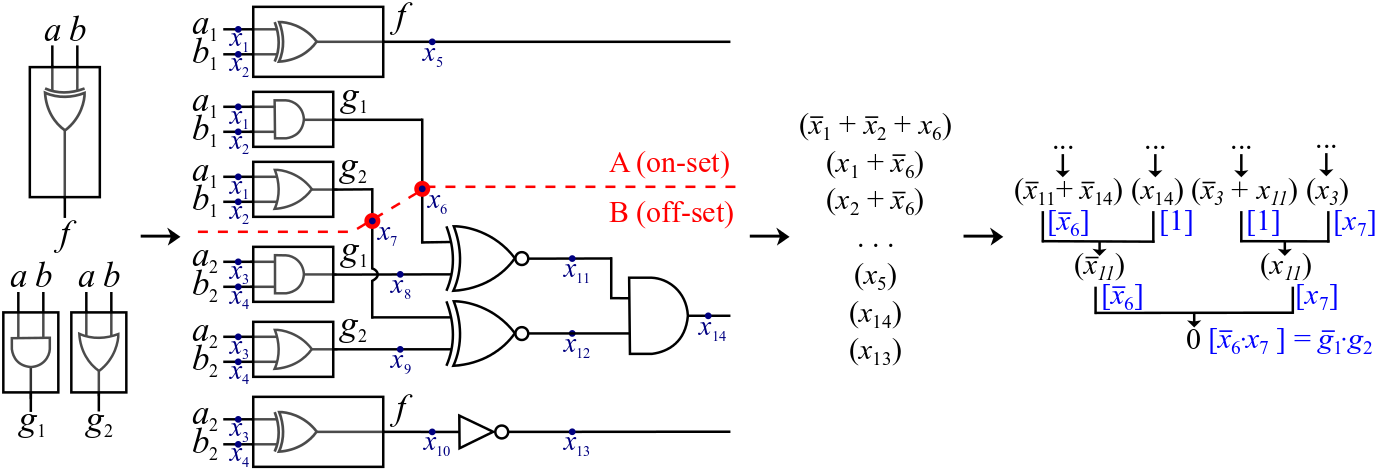 a b
f
a b
a b
g₁
g₂
a₁
x₁
b₁
x₂
f
x₅
a₁
x₁
b₁
x₂
g₁
a₁
x₁
b₁
x₂
g₂
x₆
x₇
A (on-set)
B (off-set)
a₂
x₃
b₂
x₄
g₁
x₈
x₁₁
a₂
x₃
b₂
x₄
g₂
x₉
x₁₂
x₁₄
a₂
x₃
b₂
x₄
f
x₁₀
x₁₃
(x̅₁ + x̅₂ + x₆)
(x₁ + x̅₆)
(x₂ + x̅₆)
...
(x₅)
(x₁₄)
(x₁₃)
... ... ... ...
(x̅₁₁+ x̅₁₄) (x₁₄) (x̅₃ + x₁₁) (x₃)
[x̅₆] [1] [1] [x₇]
(x̅₁₁) (x₁₁)
[x̅₆] [x₇]
0 [x̅₆·x₇ ] = g̅₁·g₂